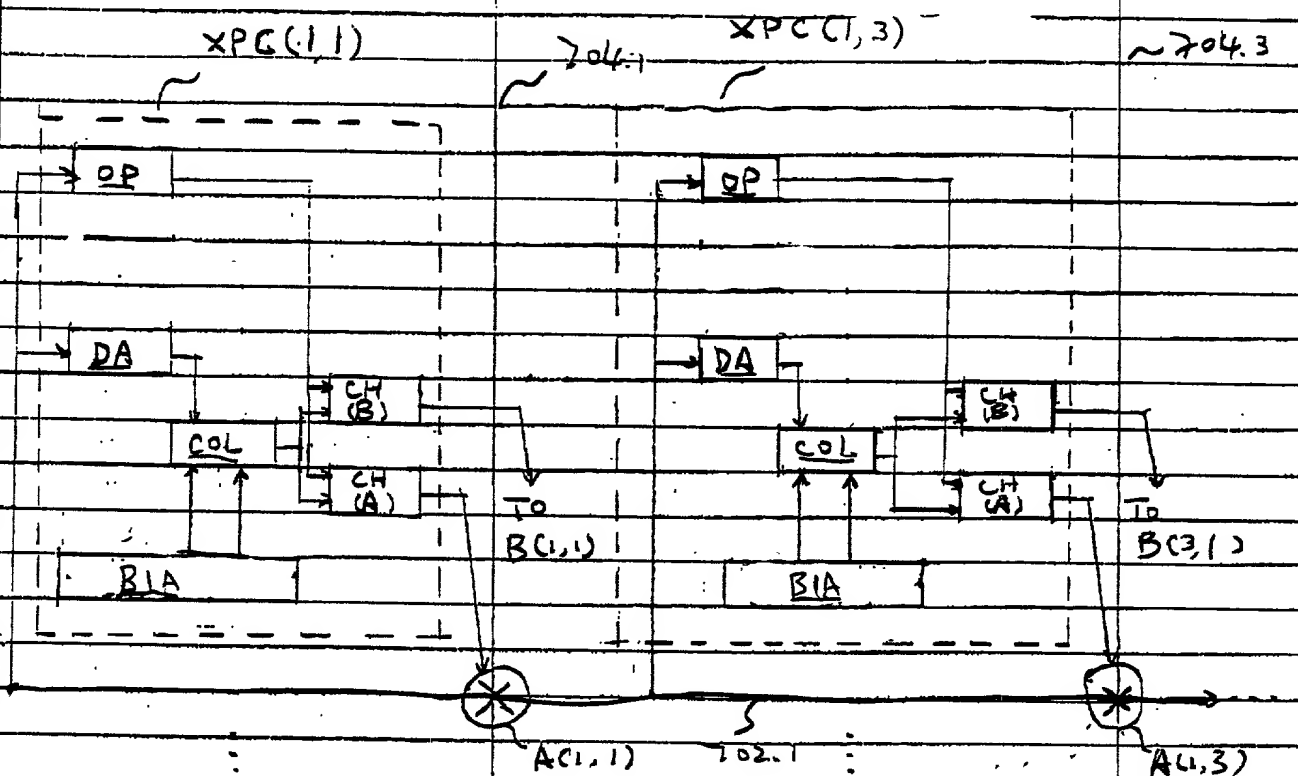 XPC(1,1)
704.1
XPC(1,3)
704.3
OP
OP
DA
DA
CH
(B)
CH
(B)
COL
COL
CH
(A)
CH
(A)
To
B(1,1)
To
B(3,1)
BIA
BIA
A(1,1)
702.1
A(1,3)